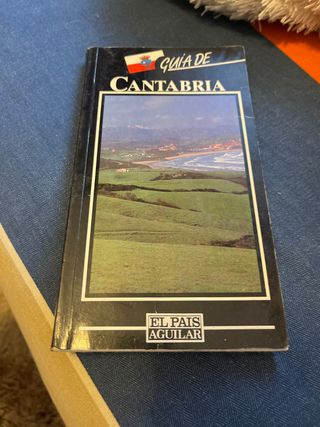 GUÍA DE
CANTABRIA
EL PAIS
AGUILAR